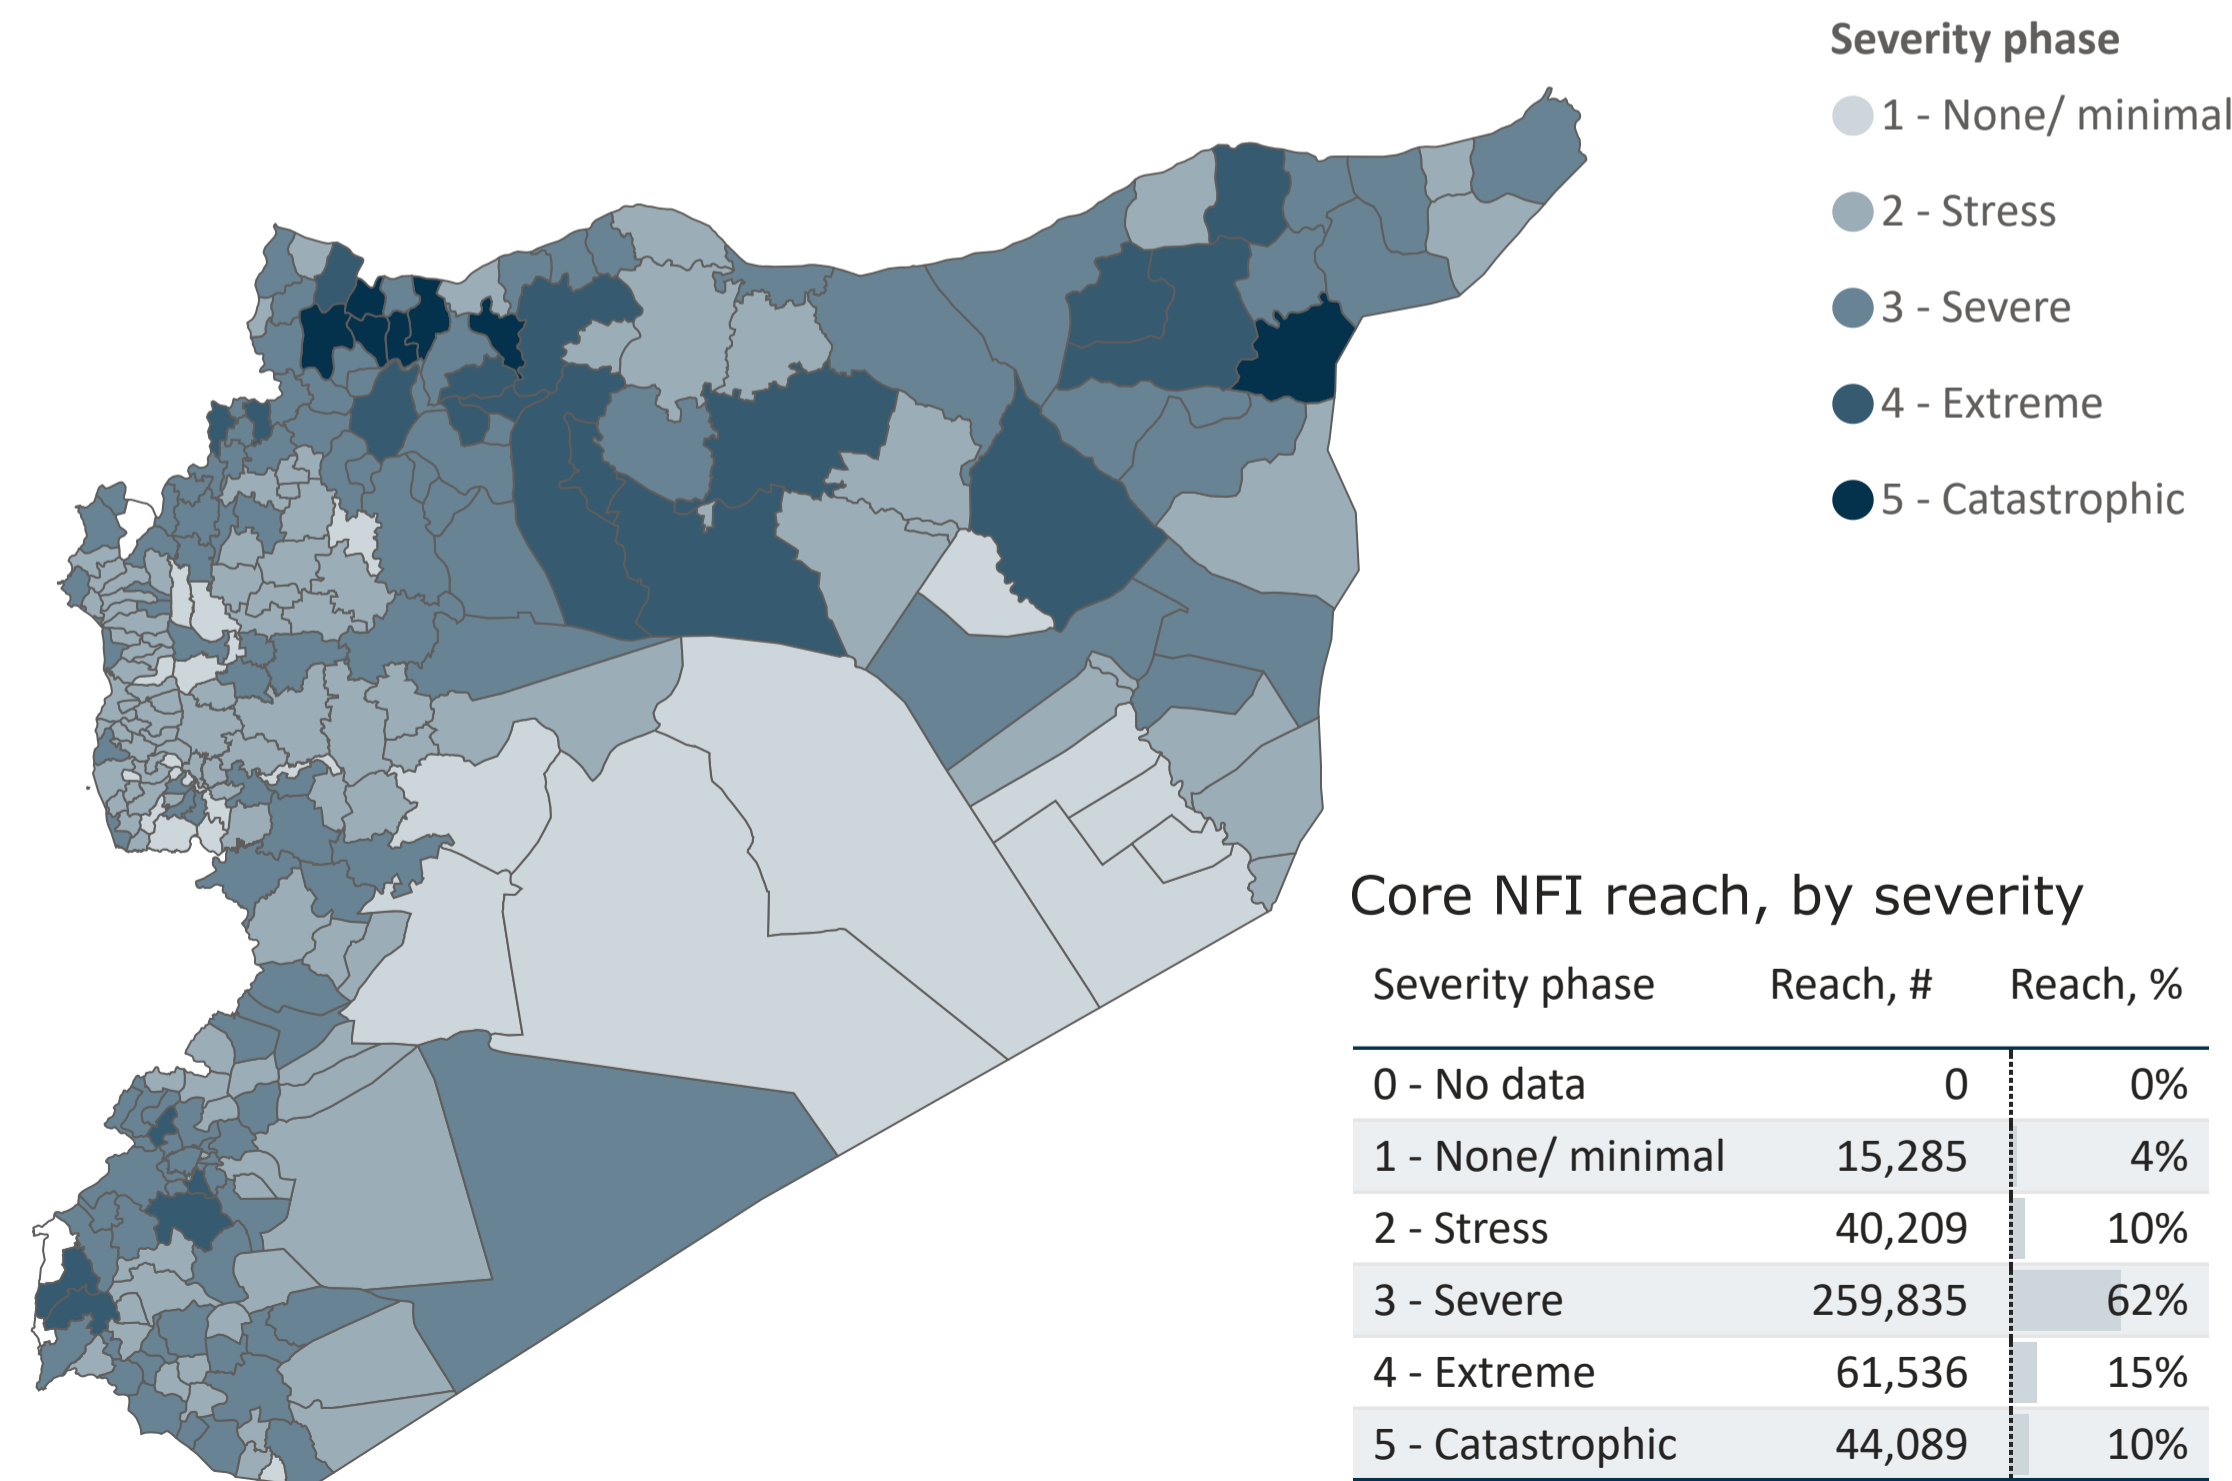 Severity phase
1 - None/ minimal
2 - Stress
3 - Severe
4 - Extreme
5 - Catastrophic
Core NFI reach, by severity
Severity phase Reach, # Reach, %
0 - No data 0 0%
1 - None/ minimal 15,285 4%
2 - Stress 40,209 10%
3 - Severe 259,835 62%
4 - Extreme 61,536 15%
5 - Catastrophic 44,089 10%